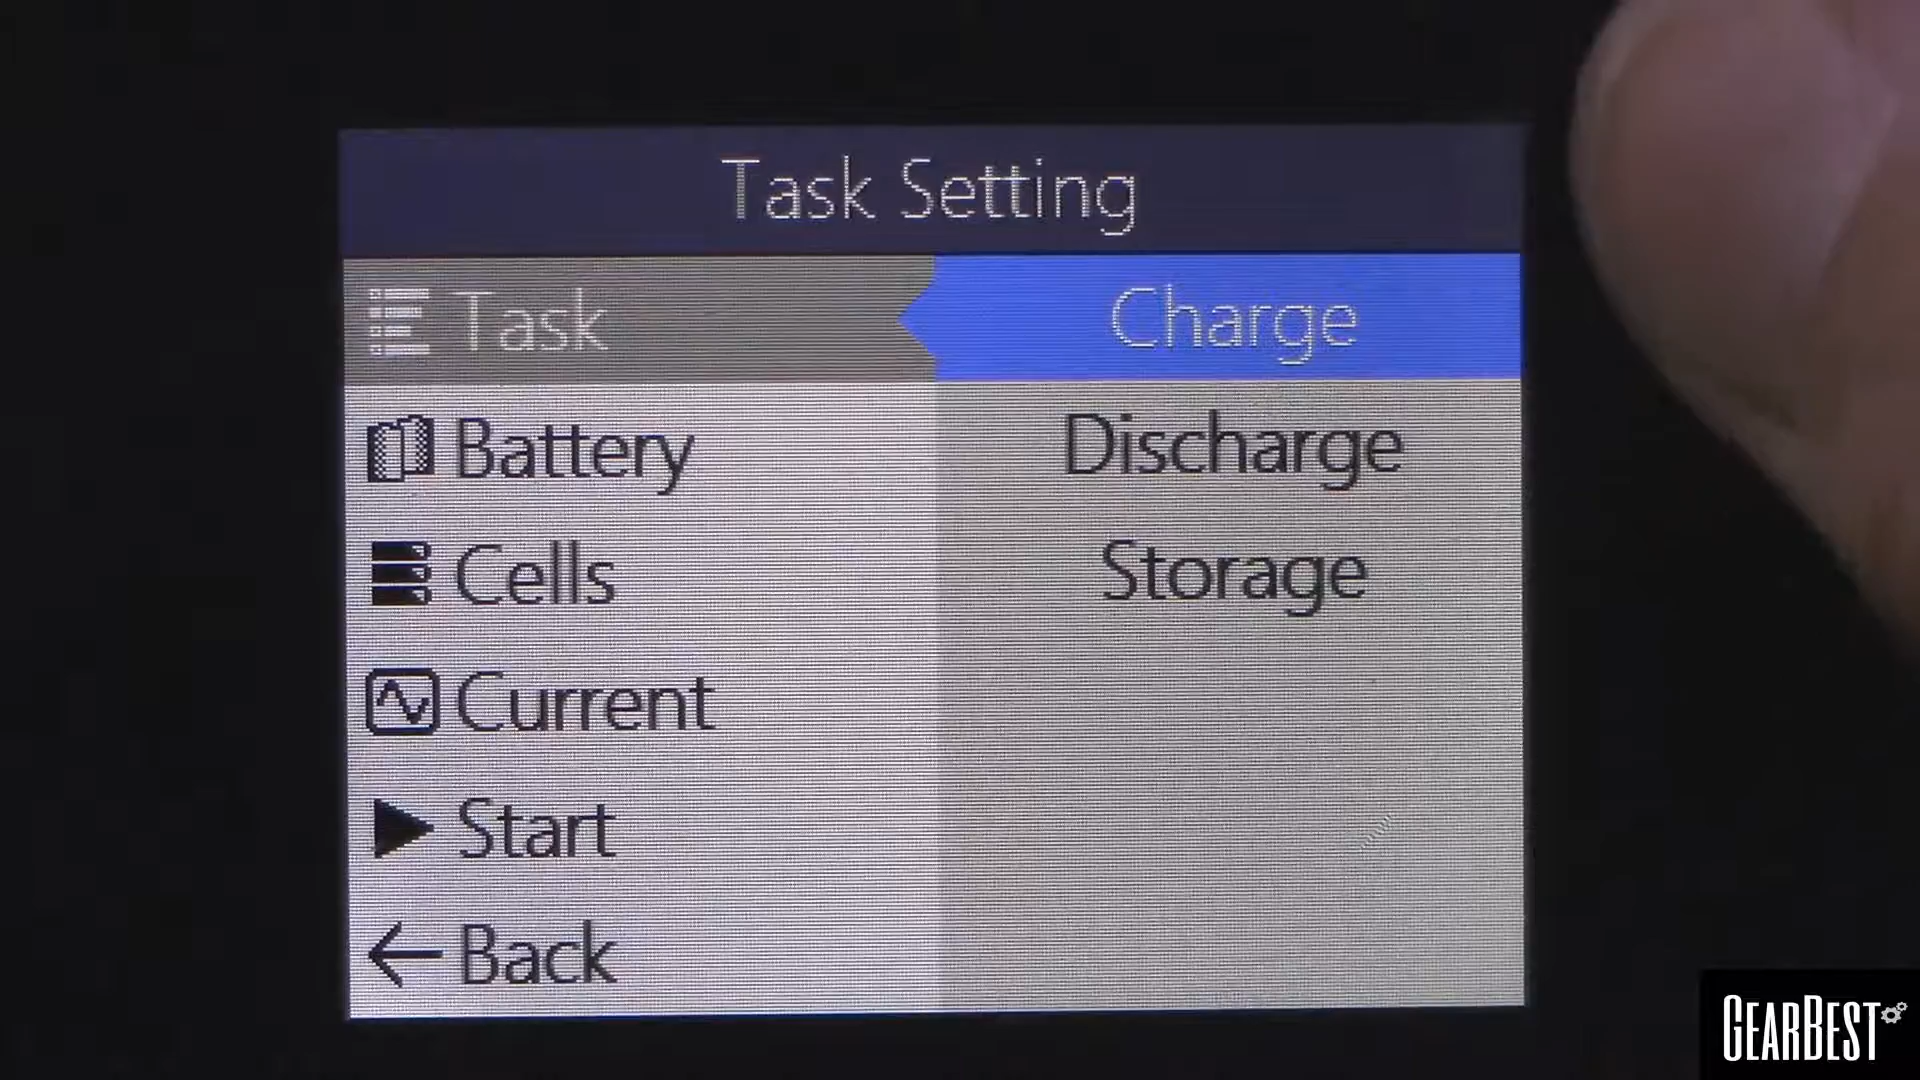 Task Setting
Task
Charge
Battery
Discharge
Cells
Storage
Current
Start
Back
GEARBEST